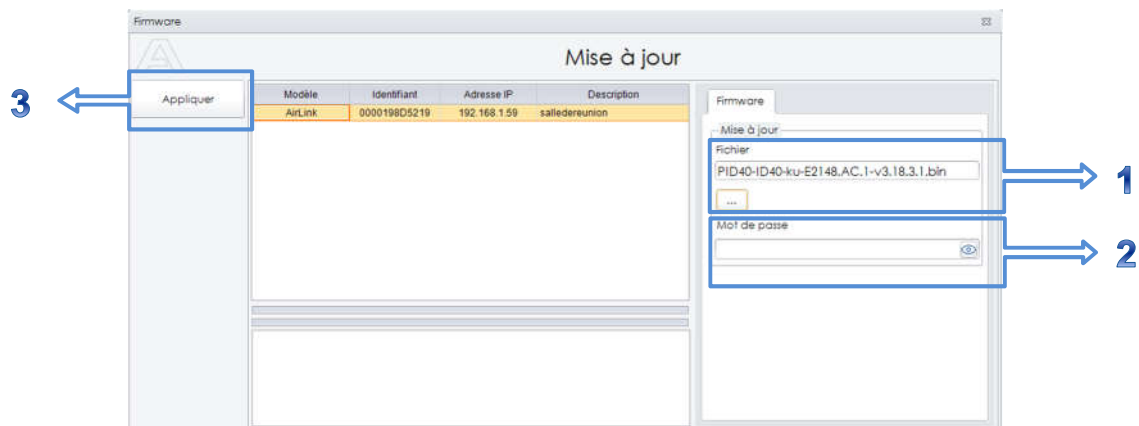 Firmware
Mise à jour
3
Appliquer
Modèle Identifiant Adresse IP Description
AirLink 0000198D5219 192.168.1.59 salledereunion
Firmware
Mise à jour
Fichier
PID40-ID40-ku-E2148.AC.1-v3.18.3.1.bin
...
1
Mot de passe
2